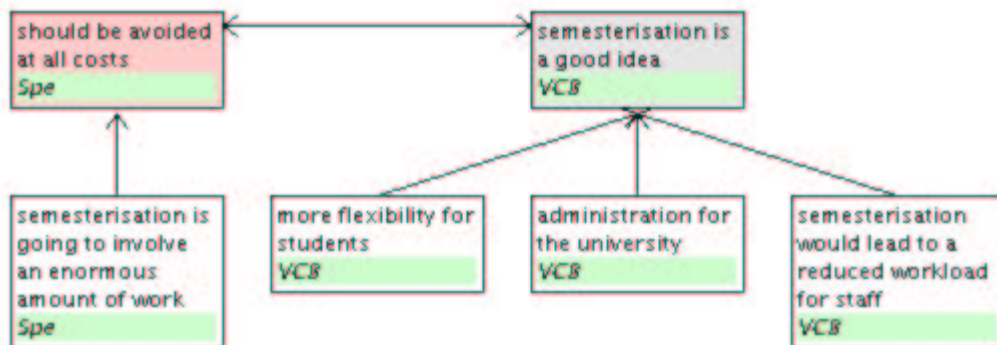 should be avoided
at all costs
Spe
semesterisation is
a good idea
VCB
semesterisation is
going to involve
an enormous
amount of work
Spe
more flexibility for
students
VCB
administration for
the university
VCB
semesterisation
would lead to a
reduced workload
for staff
VCB